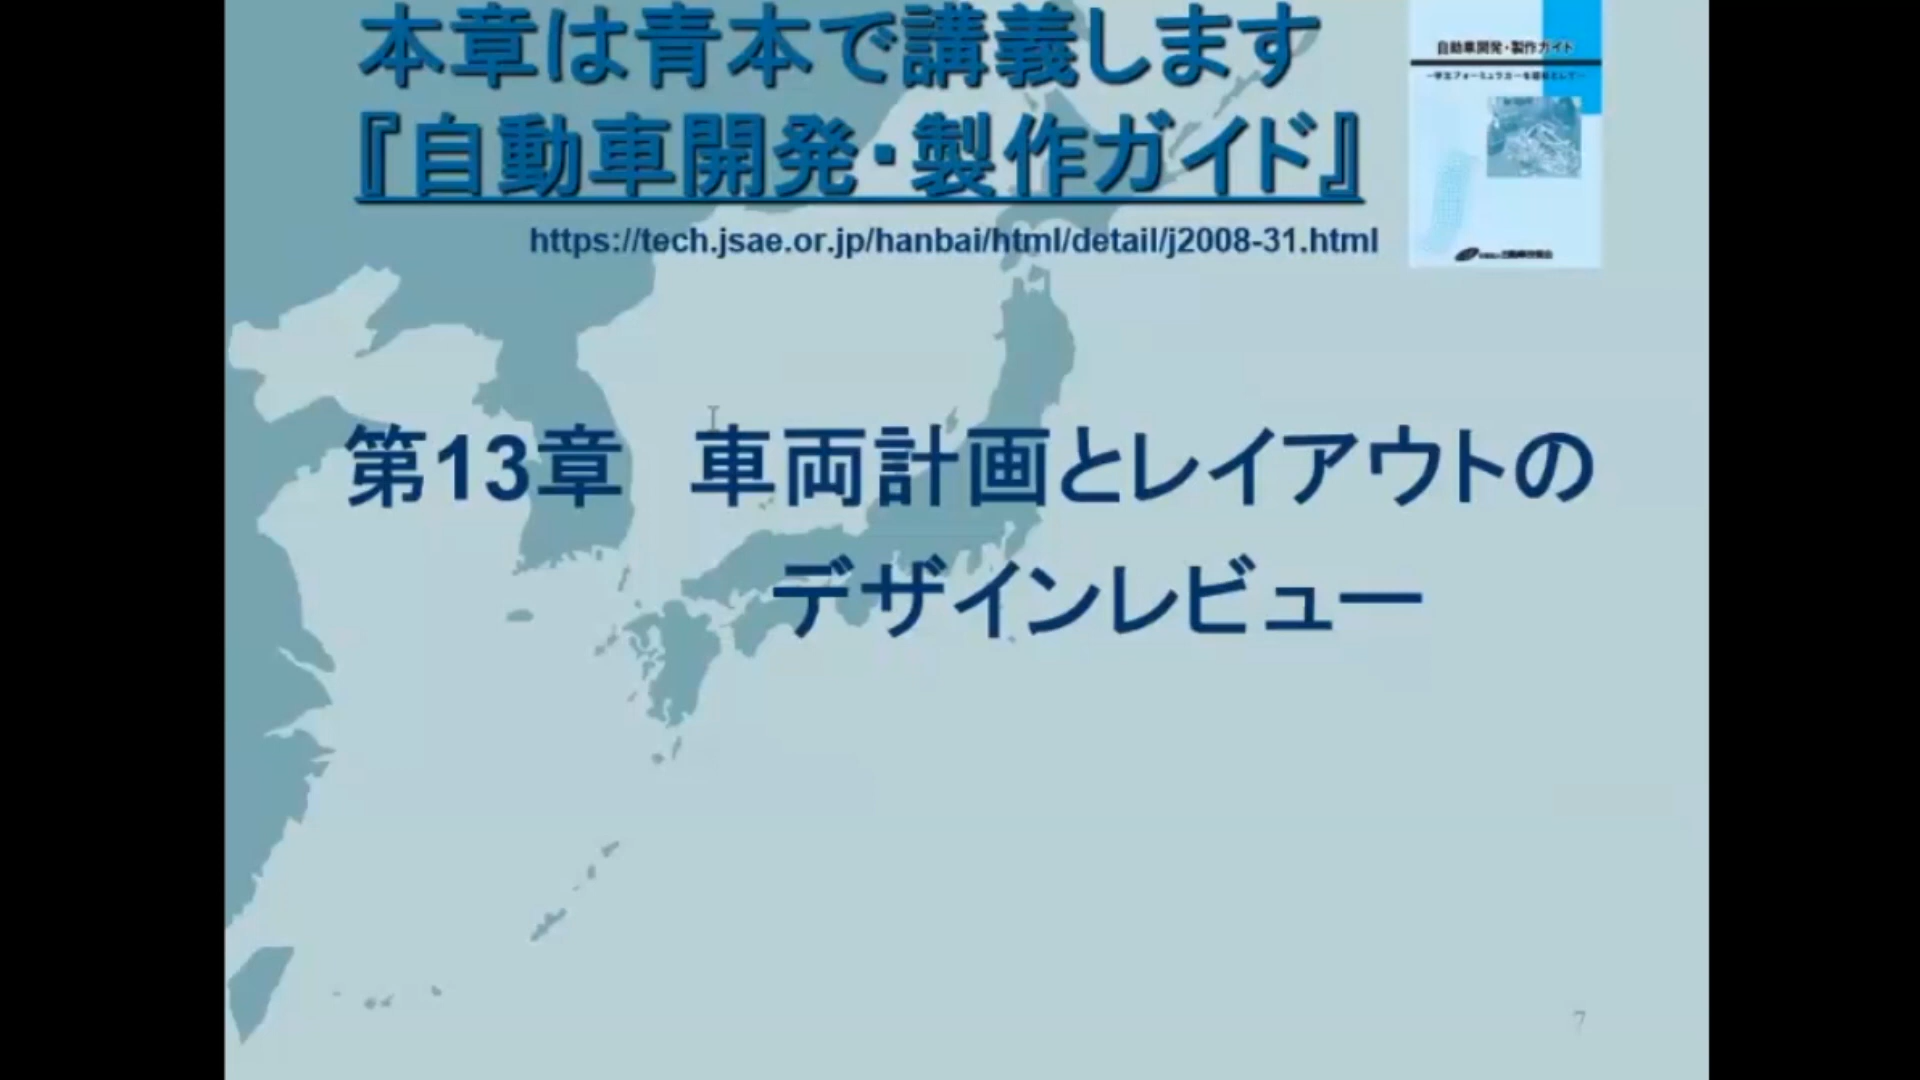 本章は青本で講義します
『自動車開発・製作ガイド』
https://tech.jsae.or.jp/hanbai/html/detail/j2008-31.html
自動車開発・製作ガイド
第13章　車両計画とレイアウトの
デザインレビュー
7